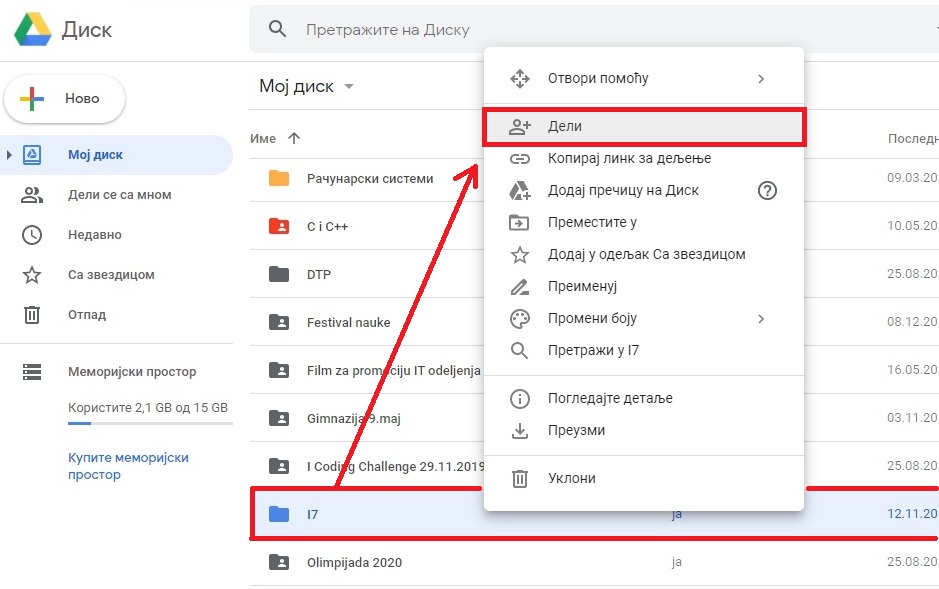 Диск
Претражите на Диску
Ново
Мој диск
Дели се са мном
Недавно
Са звездицом
Отпад
Меморијски простор
Користите 2,1 GB од 15 GB
Купите меморијски
простор
Мој диск
Име
Последн
Рачунарски системи
09.03.20
C i C++
10.05.20
DTP
25.08.20
Festival nauke
08.12.20
Film za promociju IT odeljenja
16.05.20
Gimnazija 9.maj
03.11.20
I Coding Challenge 29.11.2019
25.08.20
I7
ja
12.11.20
Olimpijada 2020
ja
25.08.20
Отвори помоћу
Дели
Копирај линк за дељење
Додај пречицу на Диск
Преместите у
Додај у одељак Са звездицом
Преименуј
Промени боју
Претражи у I7
Погледајте детаље
Преузми
Уклони